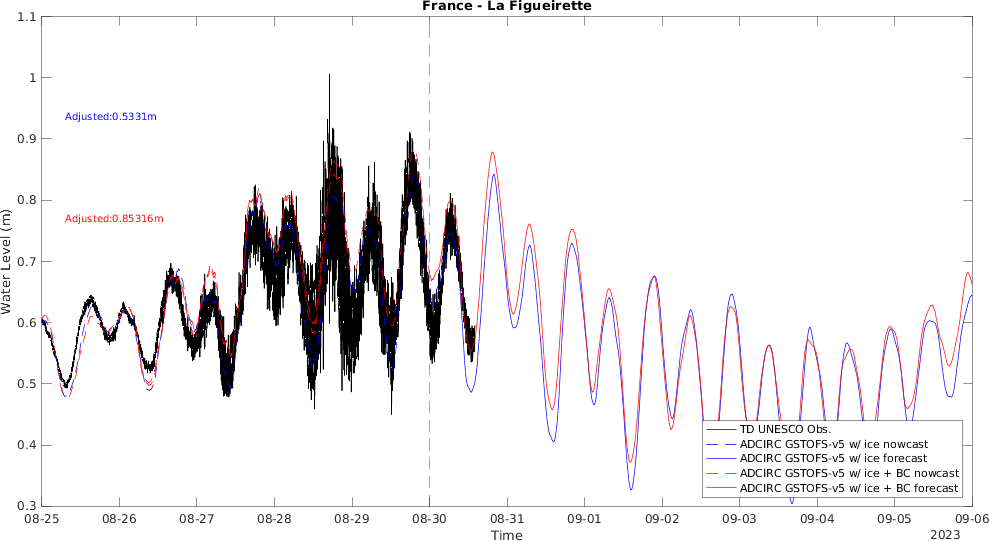 France - La Figueirette
1.1
1
0.9
0.8
0.7
0.6
0.5
0.4
0.3
Water Level (m)
Adjusted:0.5331m
Adjusted:0.85316m
TD UNESCO Obs.
ADCIRC GSTOFS-v5 w/ ice nowcast
ADCIRC GSTOFS-v5 w/ ice forecast
ADCIRC GSTOFS-v5 w/ ice + BC nowcast
ADCIRC GSTOFS-v5 w/ ice + BC forecast
08-25 08-26 08-27 08-28 08-29 08-30 08-31 09-01 09-02 09-03 09-04 09-05 09-06
Time
2023